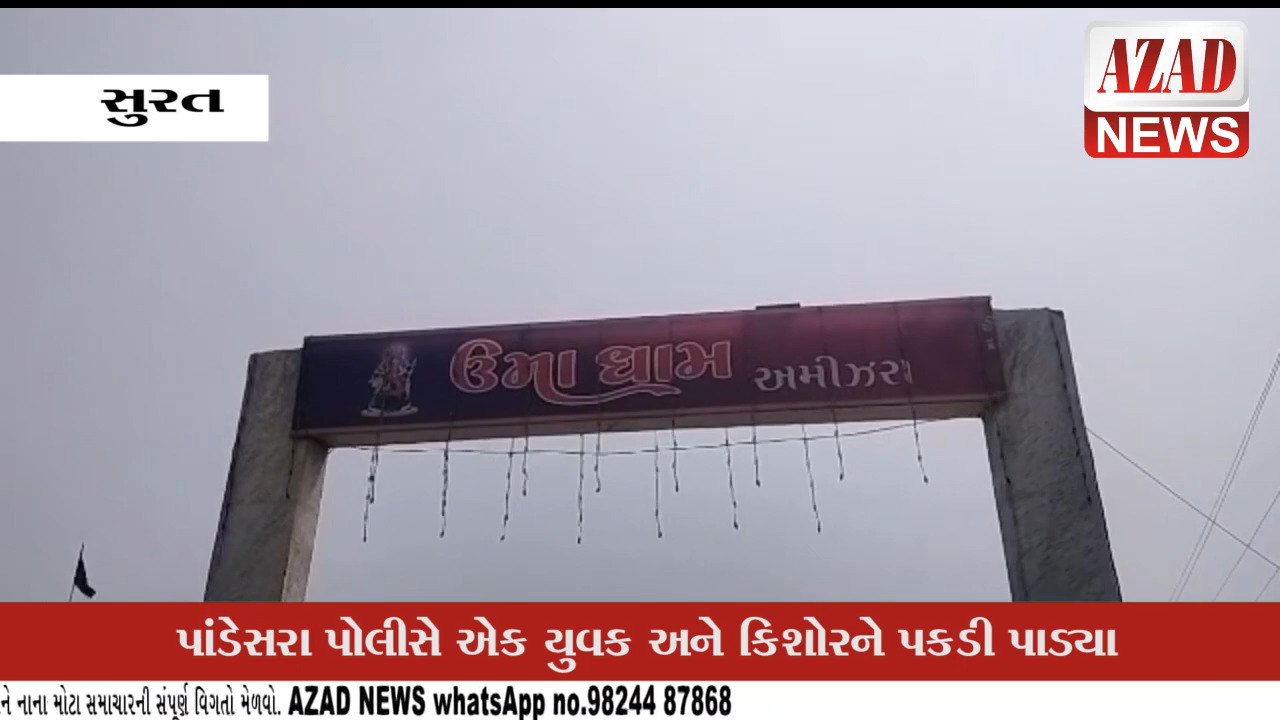 સુરત
AZAD
NEWS
ઉમા ધામ અમીઝરા
પાંડેસરા પોલીસે એક યુવક અને કિશોરને પકડી પાડ્યા
ને નાના મોટા સમાચારની સંપૂર્ણ વિગતો મેળવો. AZAD NEWS whatsApp no.98244 87868